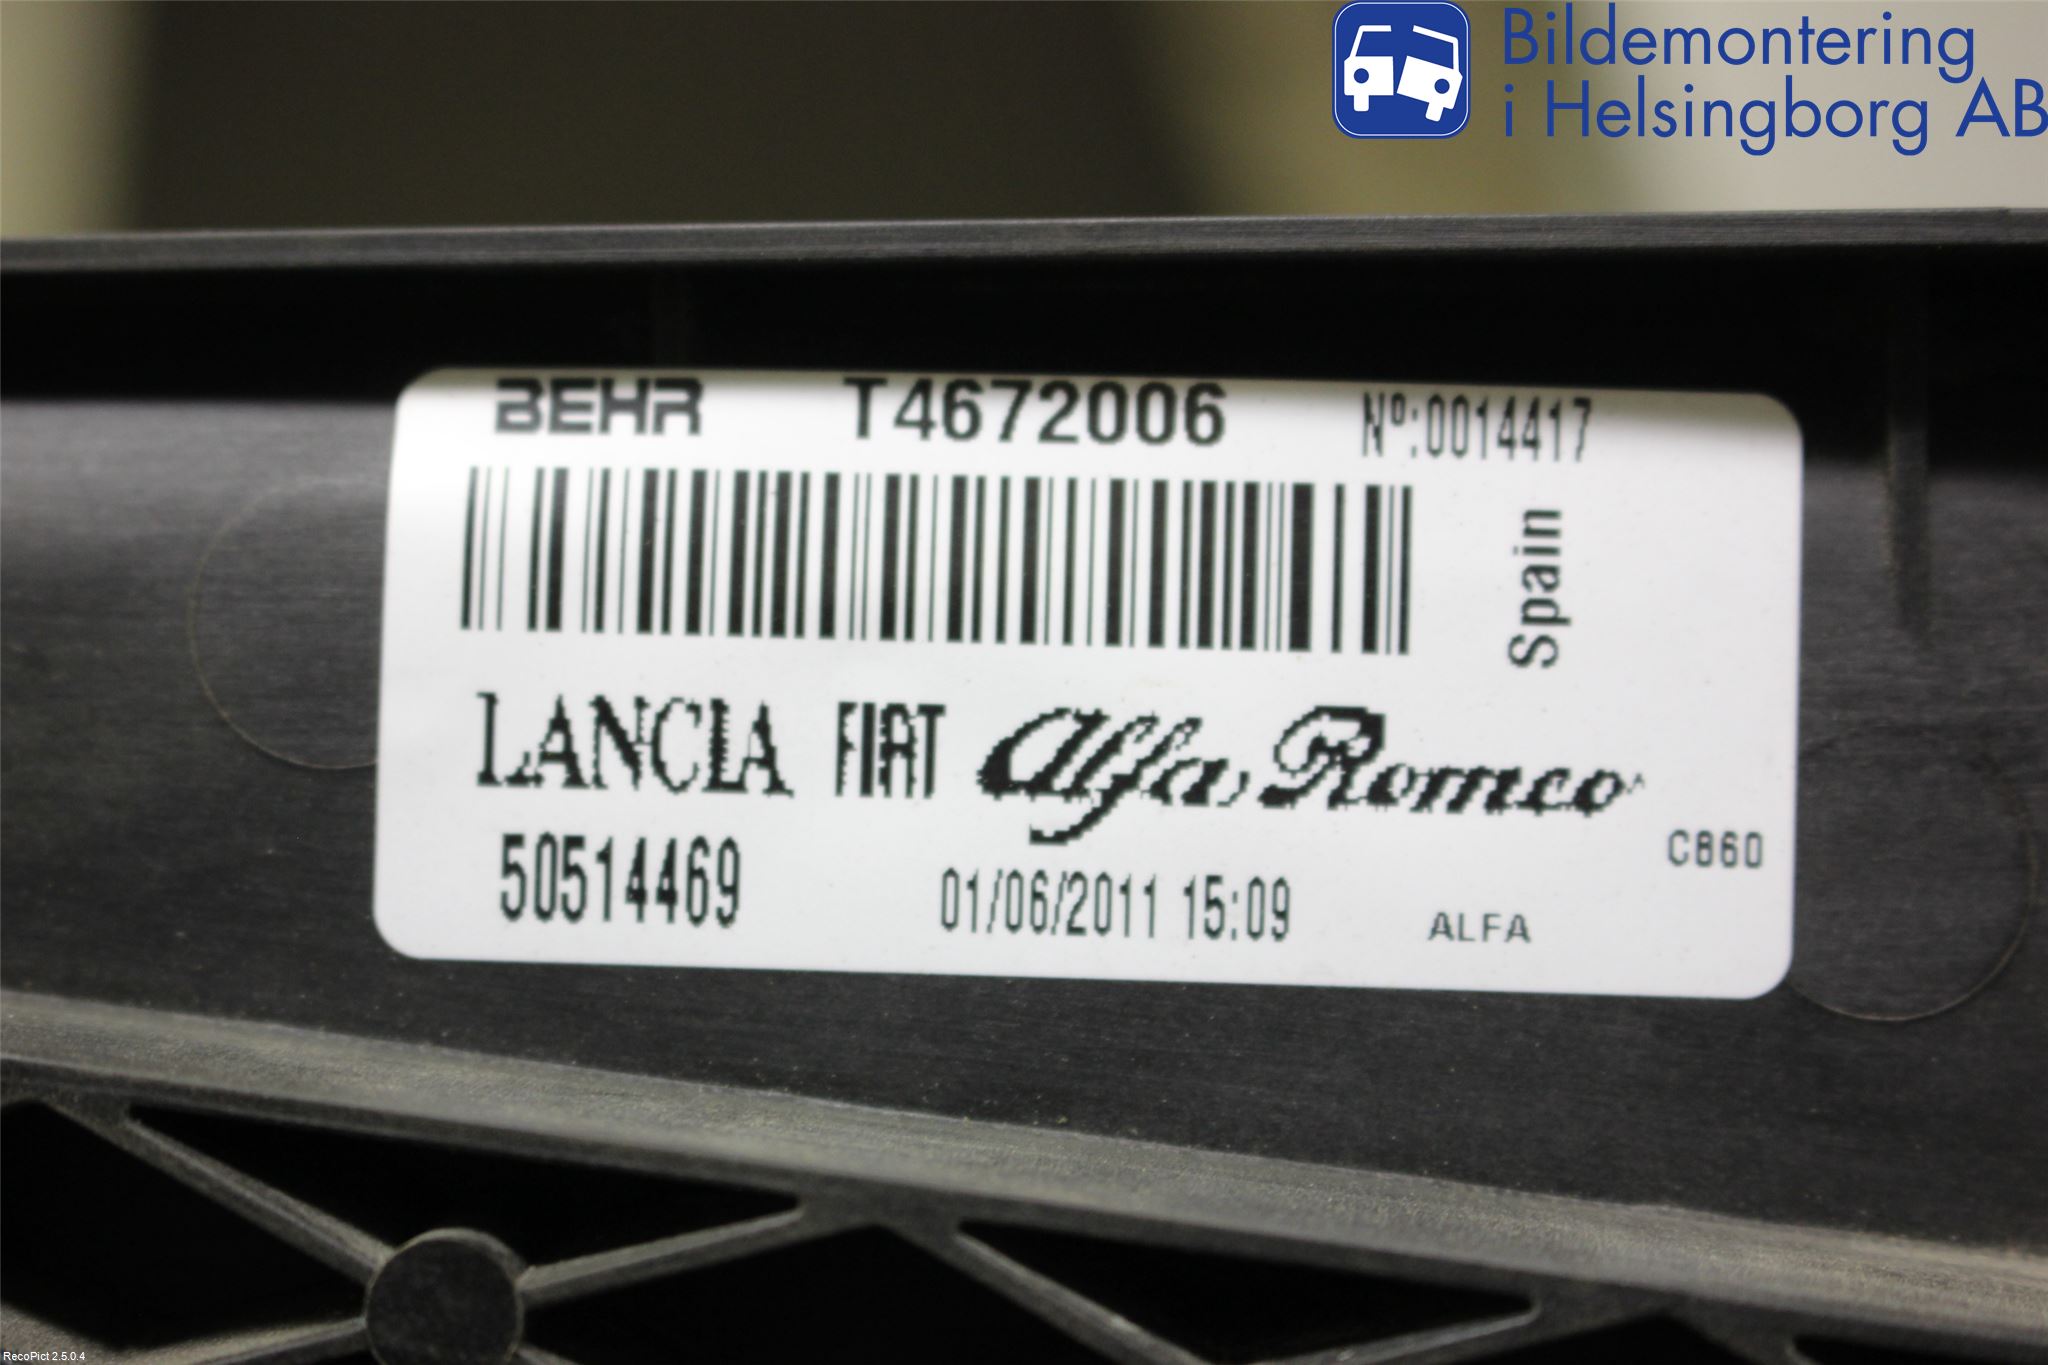 Bildemontering
i Helsingborg AB
BEHR T4672006 Nº:0014417
Spain
LANCIA FIAT Alfa Romeo
C860
50514469 01/06/2011 15:09 ALFA
RecoPict 2.5.0.4